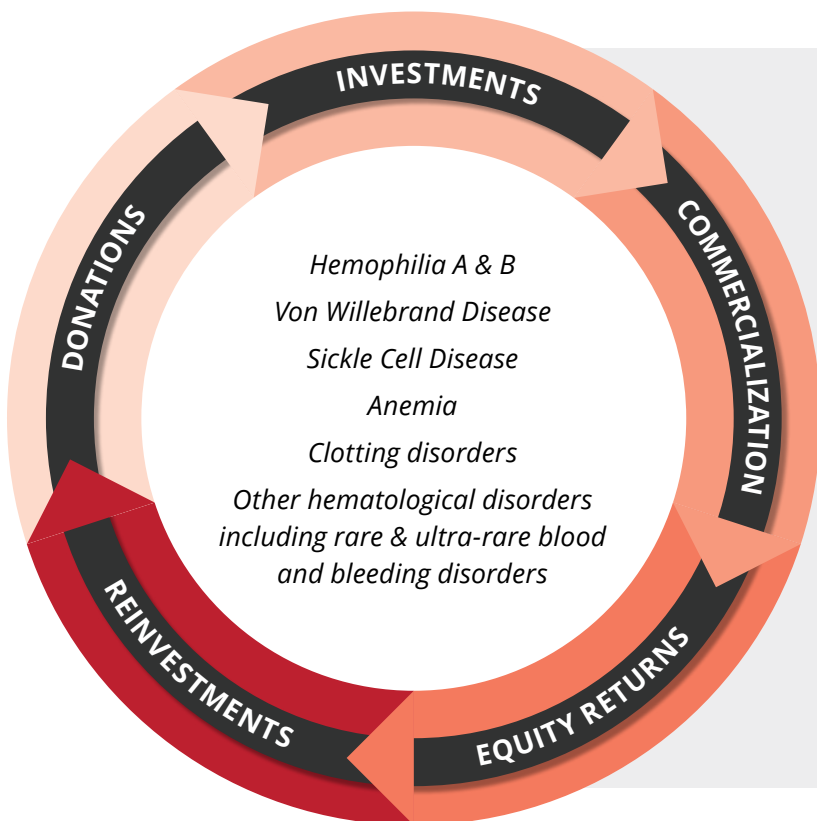 INVESTMENTS
COMMERCIALIZATION
EQUITY RETURNS
REINVESTMENTS
DONATIONS
Hemophilia A & B
Von Willebrand Disease
Sickle Cell Disease
Anemia
Clotting disorders
Other hematological disorders
including rare & ultra-rare blood
and bleeding disorders